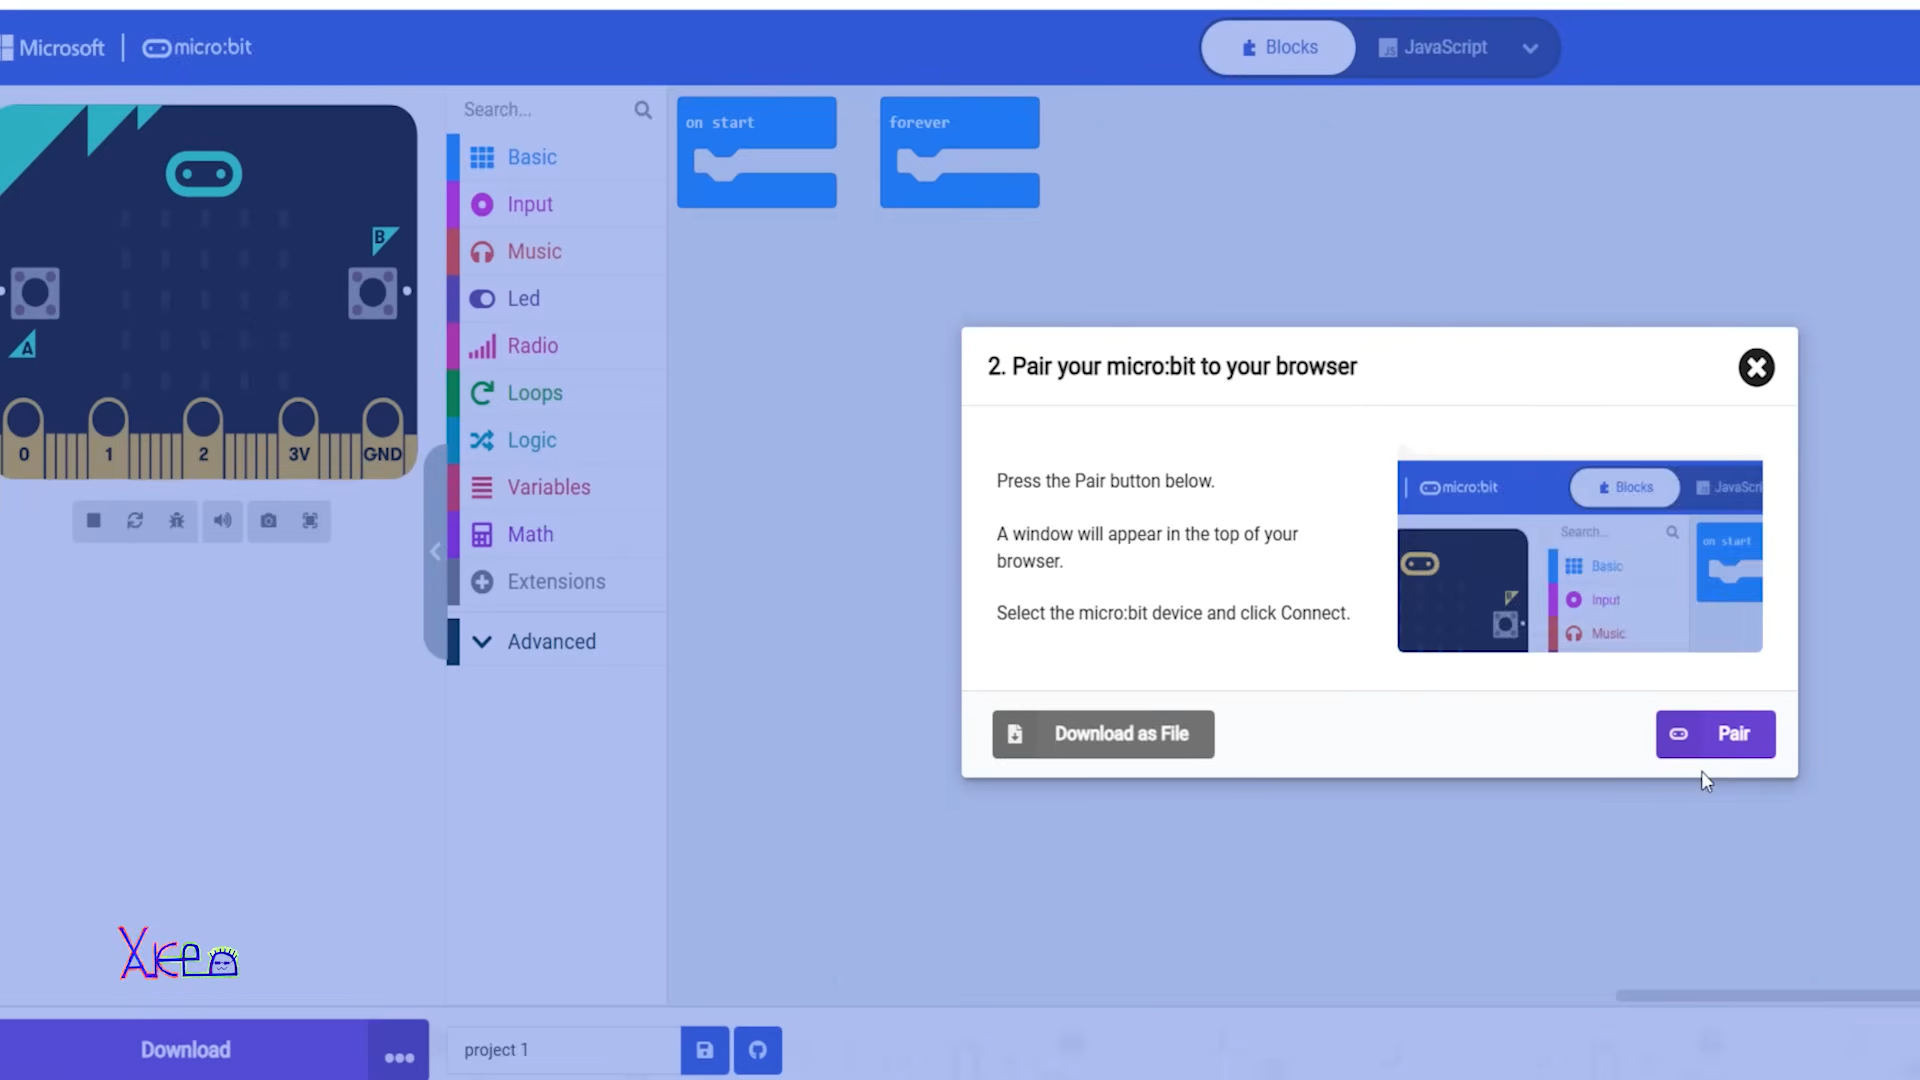 Microsoft | micro:bit
Blocks
JavaScript
Search...
on start
forever
Basic
Input
Music
Led
Radio
Loops
Logic
Variables
Math
Extensions
Advanced
B
A
0 1 2 3V GND
2. Pair your micro:bit to your browser
Press the Pair button below.
A window will appear in the top of your
browser.
Select the micro:bit device and click Connect.
micro:bit
Blocks
JavaScri
Search...
on start
Basic
Input
Music
B
Download as File
Pair
Download
project 1